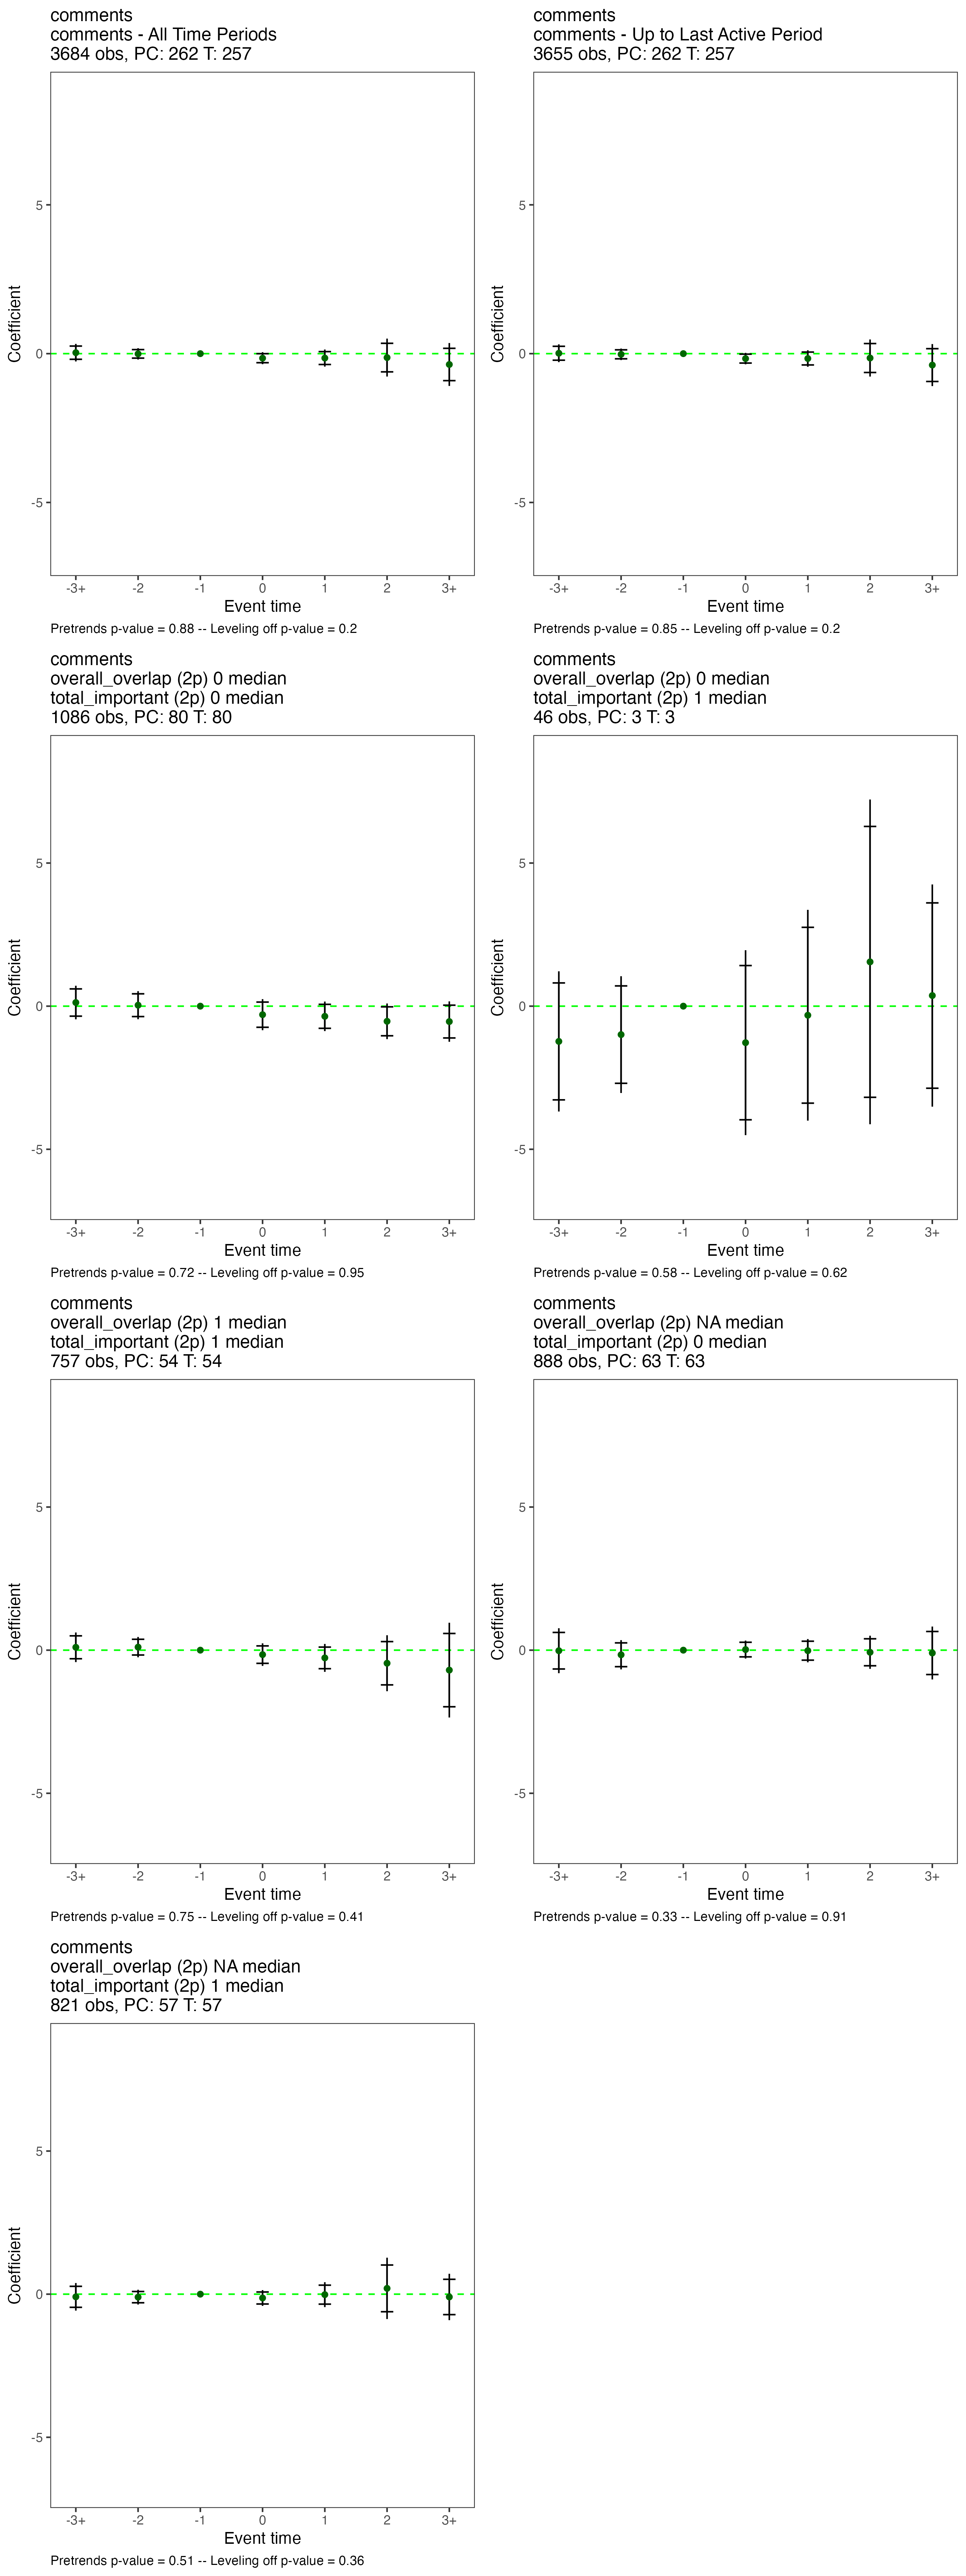 comments
comments - All Time Periods
3684 obs, PC: 262 T: 257
Coefficient
5
0
-5
-3+ -2 -1 0 1 2 3+
Event time
Pretrends p-value = 0.88 -- Leveling off p-value = 0.2
comments
comments - Up to Last Active Period
3655 obs, PC: 262 T: 257
Coefficient
5
0
-5
-3+ -2 -1 0 1 2 3+
Event time
Pretrends p-value = 0.85 -- Leveling off p-value = 0.2
comments
overall_overlap (2p) 0 median
total_important (2p) 0 median
1086 obs, PC: 80 T: 80
Coefficient
5
0
-5
-3+ -2 -1 0 1 2 3+
Event time
Pretrends p-value = 0.72 -- Leveling off p-value = 0.95
comments
overall_overlap (2p) 0 median
total_important (2p) 1 median
46 obs, PC: 3 T: 3
Coefficient
5
0
-5
-3+ -2 -1 0 1 2 3+
Event time
Pretrends p-value = 0.58 -- Leveling off p-value = 0.62
comments
overall_overlap (2p) 1 median
total_important (2p) 1 median
757 obs, PC: 54 T: 54
Coefficient
5
0
-5
-3+ -2 -1 0 1 2 3+
Event time
Pretrends p-value = 0.75 -- Leveling off p-value = 0.41
comments
overall_overlap (2p) NA median
total_important (2p) 0 median
888 obs, PC: 63 T: 63
Coefficient
5
0
-5
-3+ -2 -1 0 1 2 3+
Event time
Pretrends p-value = 0.33 -- Leveling off p-value = 0.91
comments
overall_overlap (2p) NA median
total_important (2p) 1 median
821 obs, PC: 57 T: 57
Coefficient
5
0
-5
-3+ -2 -1 0 1 2 3+
Event time
Pretrends p-value = 0.51 -- Leveling off p-value = 0.36